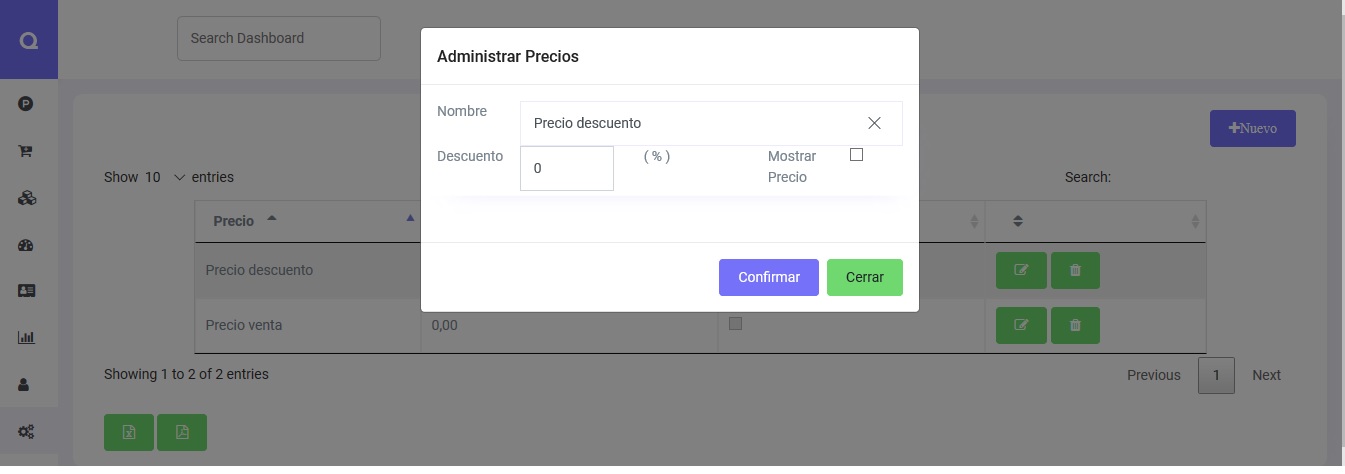 Search Dashboard
Administrar Precios
Nombre
Precio descuento
Nuevo
Descuento
0
( % )
Mostrar
Precio
Show 10 entries
Search:
Precio
Precio descuento
Confirmar
Cerrar
Precio venta
0,00
Showing 1 to 2 of 2 entries
Previous
1
Next